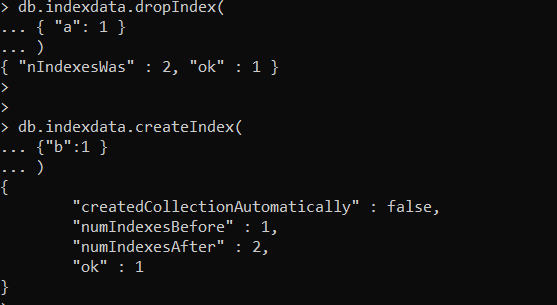 > db.indexdata.dropIndex(
... { "a": 1 }
... )
{ "nIndexesWas" : 2, "ok" : 1 }
>
>
> db.indexdata.createIndex(
... {"b":1 }
... )
{
        "createdCollectionAutomatically" : false,
        "numIndexesBefore" : 1,
        "numIndexesAfter" : 2,
        "ok" : 1
}